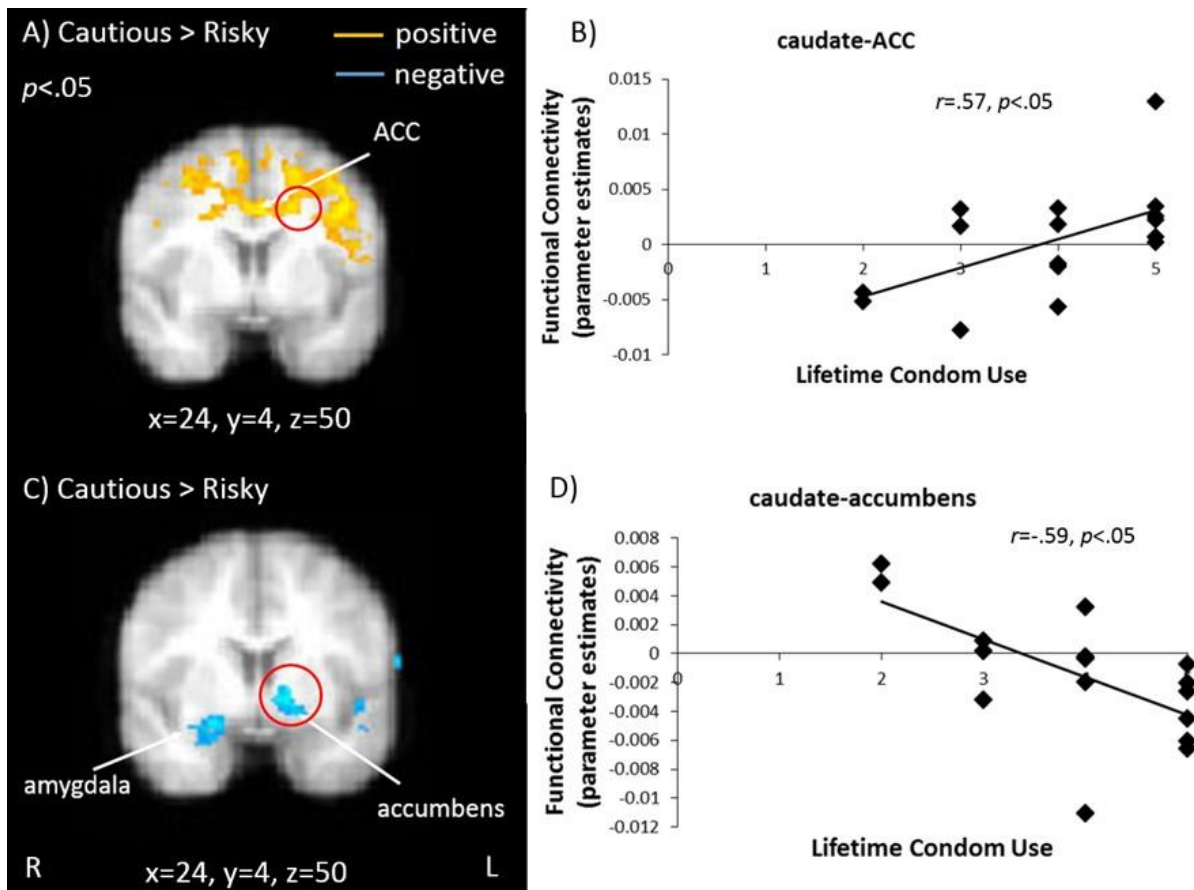 A) Cautious > Risky
positive
negative
p<.05
ACC
x=24, y=4, z=50
B)
caudate-ACC
r=.57, p<.05
Functional Connectivity
(parameter estimates)
0.015
0.01
0.005
0
-0.005
-0.01
0 1 2 3 4 5
Lifetime Condom Use
C) Cautious > Risky
amygdala
accumbens
R
x=24, y=4, z=50
L
D)
caudate-accumbens
r=-.59, p<.05
Functional Connectivity
(parameter estimates)
0.008
0.006
0.004
0.002
0
-0.002
-0.004
-0.006
-0.008
-0.01
-0.012
0 1 2 3
Lifetime Condom Use